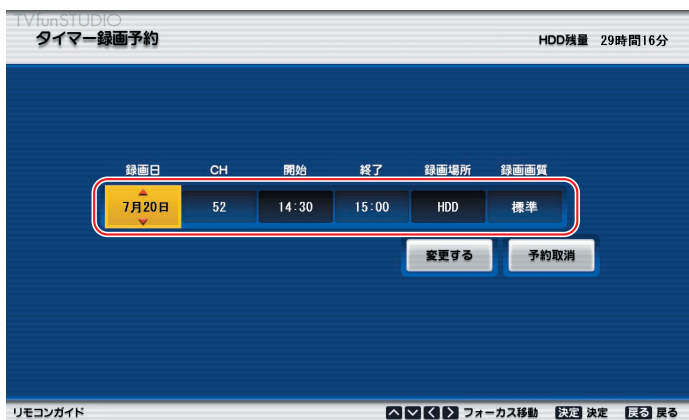 TVfunSTUDIO
タイマー録画予約
HDD残量 29時間16分
録画日 CH 開始 終了 録画場所 録画画質
7月20日 52 14:30 15:00 HDD 標準
変更する 予約取消
リモコンガイド フォーカス移動 決定 決定 戻る 戻る